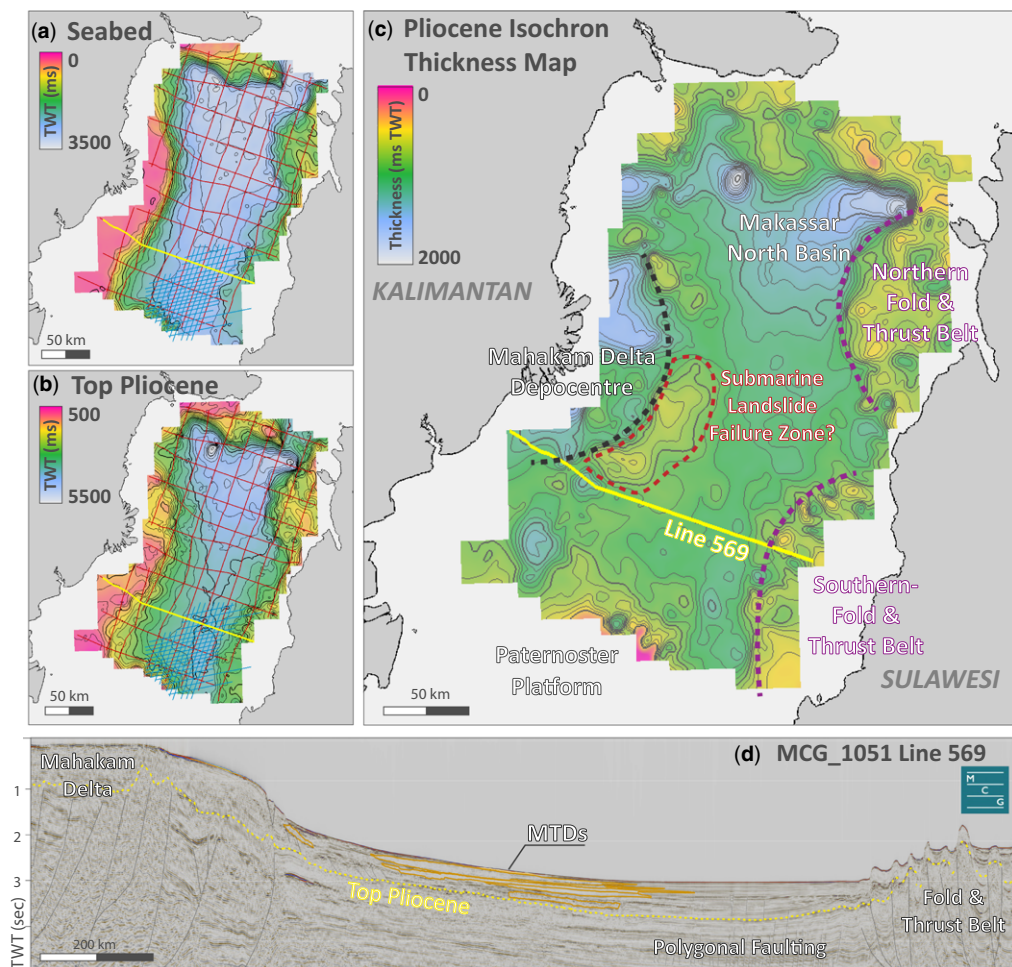 (a) Seabed
0
TWT (ms)
3500
50 km
(b) Top Pliocene
500
TWT (ms)
5500
50 km
(c) Pliocene Isochron
Thickness Map
0
Thickness (ms TWT)
2000
KALIMANTAN
Makassar
North Basin
Northern
Fold &
Thrust Belt
Mahakam Delta
Depocentre
Submarine
Landslide
Failure Zone?
Line 569
Southern-
Fold &
Thrust Belt
Paternoster
Platform
SULAWESI
50 km
(d) MCG_1051 Line 569
Mahakam
Delta
M
C
G
1
2
3
TWT (sec)
MTDs
Top Pliocene
Fold &
Thrust Belt
Polygonal Faulting
200 km